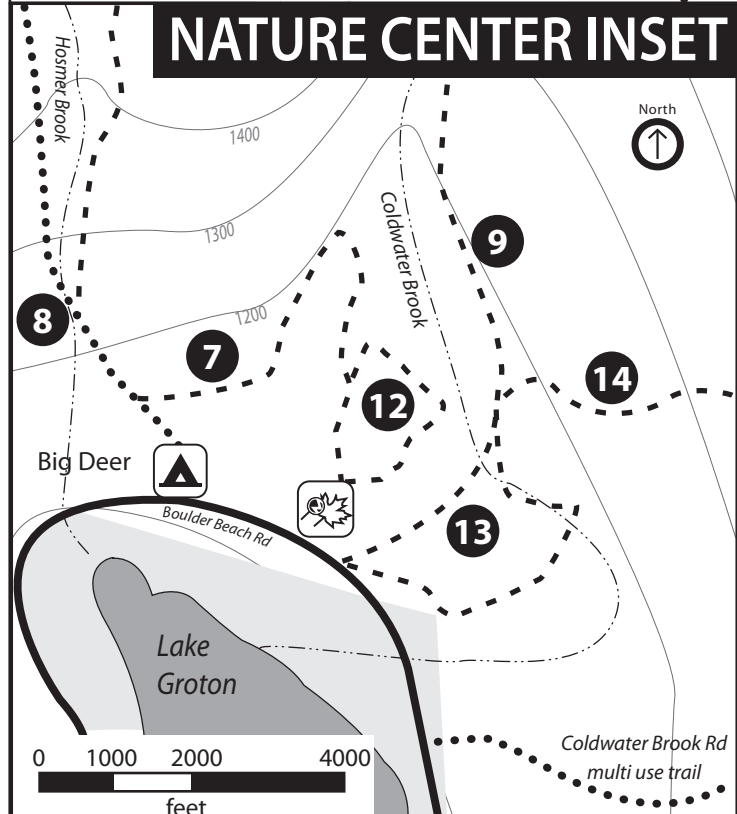 NATURE CENTER INSET
Hosmer Brook
1400
North
1300
Coldwater Brook
9
8
1200
7
14
12
Big Deer
Boulder Beach Rd
13
Lake
Groton
Coldwater Brook Rd
multi use trail
0 1000 2000 4000
feet